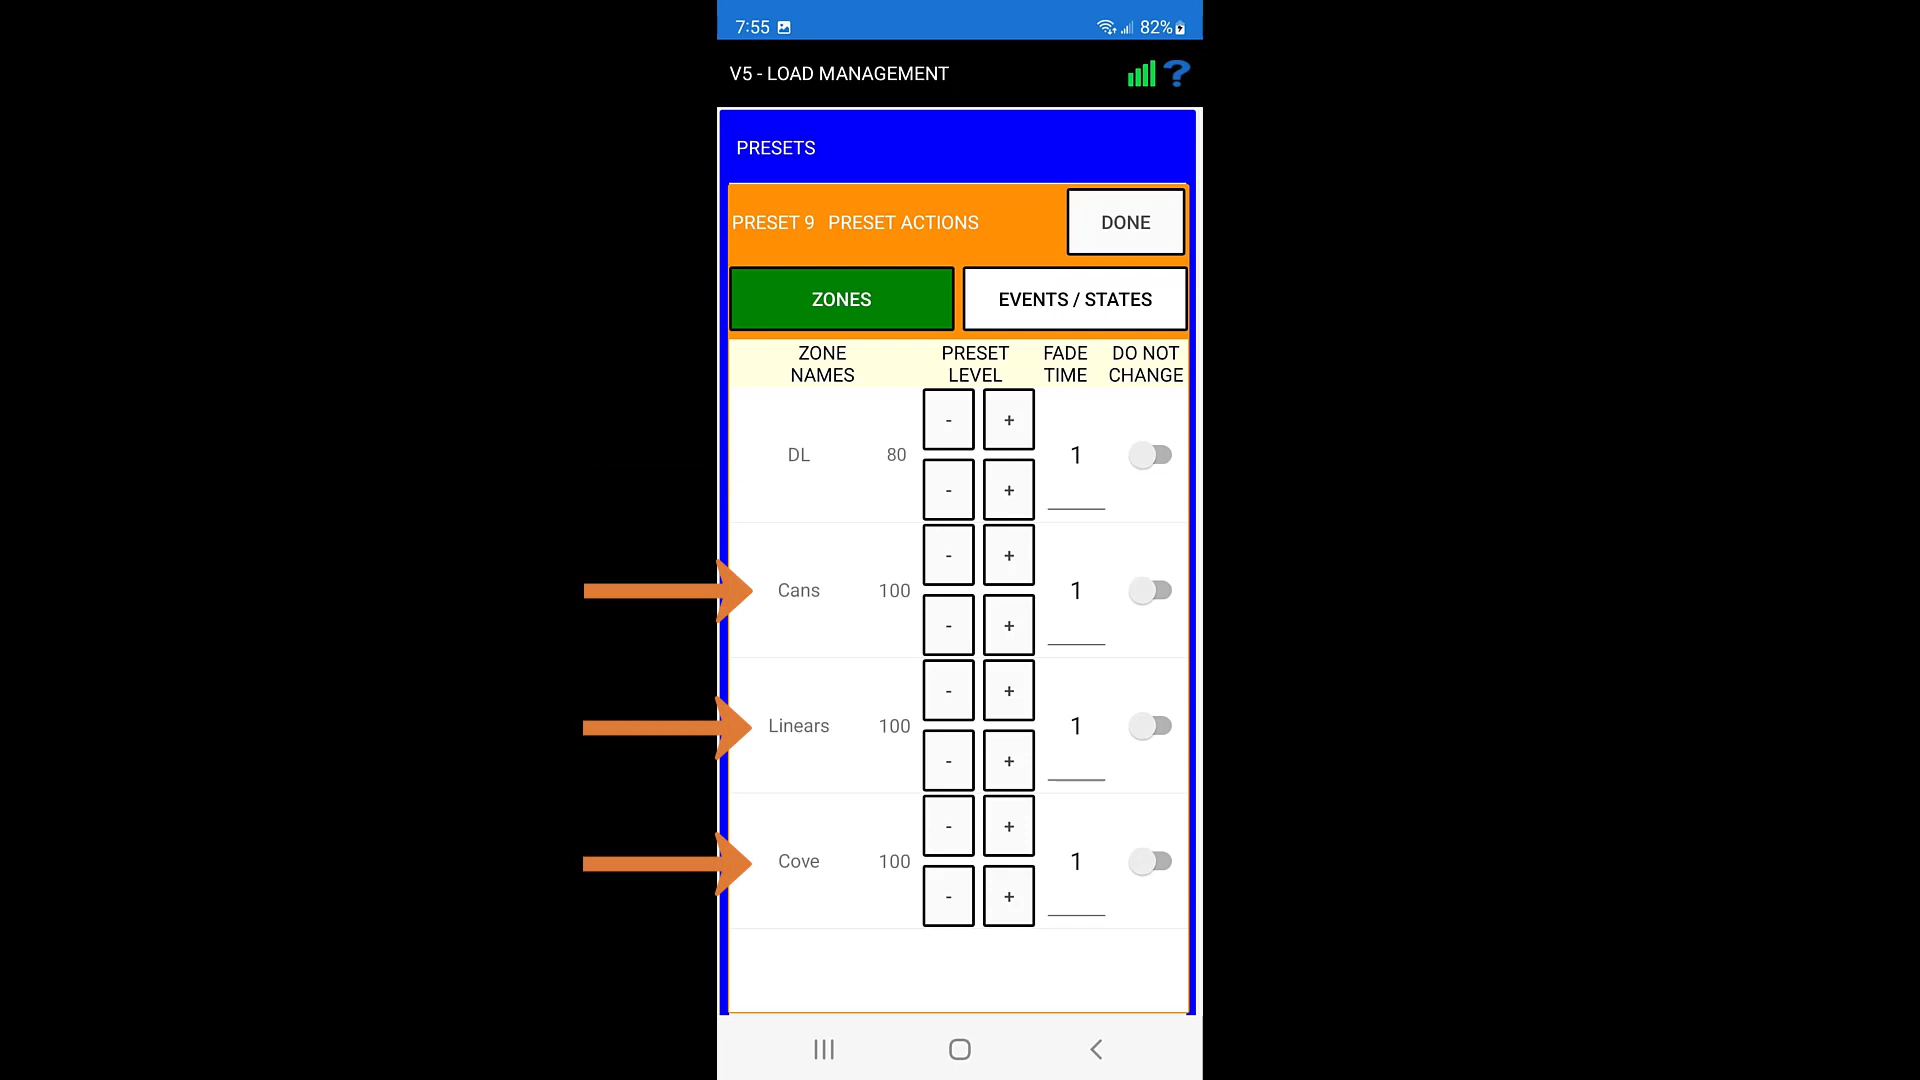 7:55 82%
V5 - LOAD MANAGEMENT ?
PRESETS
PRESET 9 PRESET ACTIONS DONE
ZONES EVENTS / STATES
ZONE NAMES PRESET LEVEL FADE TIME DO NOT CHANGE
- +
DL 80 1
- +
- +
Cans 100 1
- +
- +
Linears 100 1
- +
- +
Cove 100 1
- +